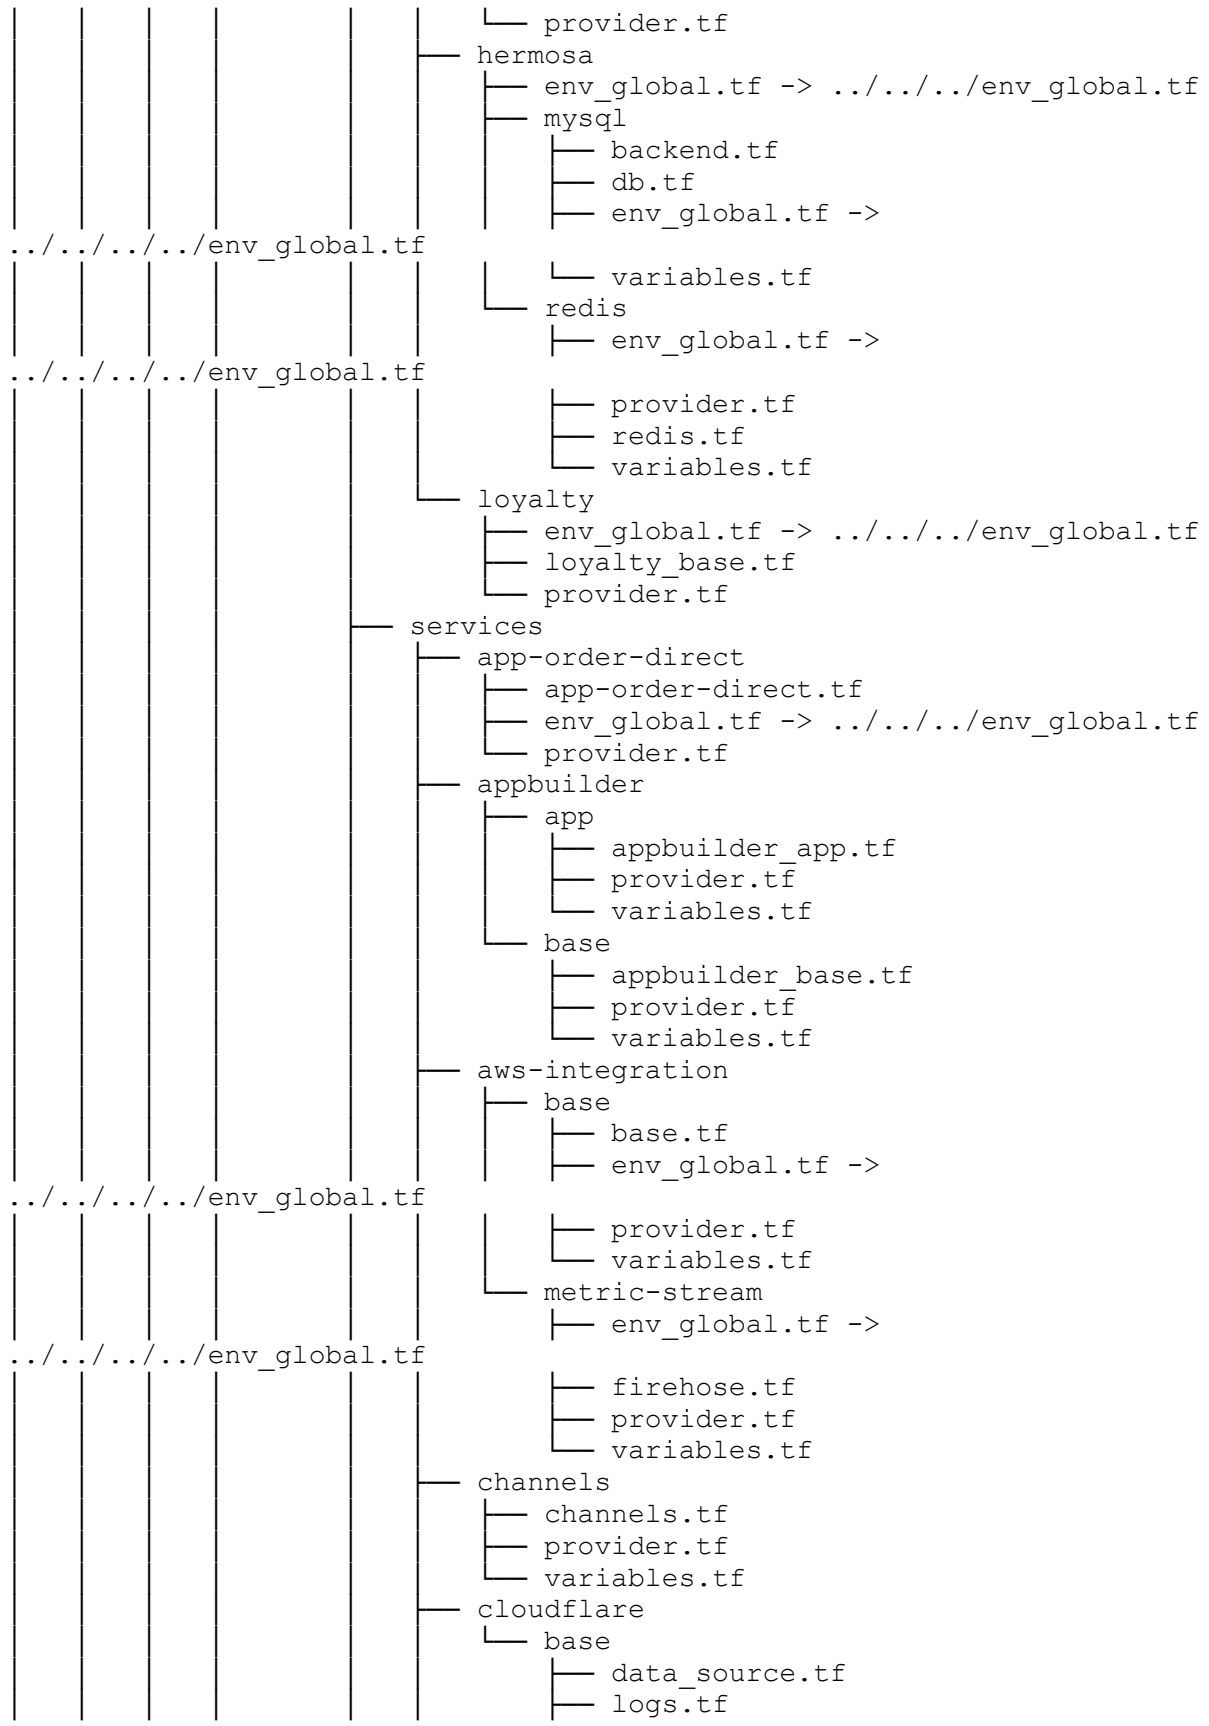 │   │   │   │       │   │   └── provider.tf
│   │   │   │       │   ├── hermosa
│   │   │   │       │   │   ├── env_global.tf -> ../../../env_global.tf
│   │   │   │       │   │   ├── mysql
│   │   │   │       │   │   │   ├── backend.tf
│   │   │   │       │   │   │   ├── db.tf
│   │   │   │       │   │   │   ├── env_global.tf ->
../../../../env_global.tf
│   │   │   │       │   │   │   └── variables.tf
│   │   │   │       │   │   └── redis
│   │   │   │       │   │       ├── env_global.tf ->
../../../../env_global.tf
│   │   │   │       │   │       ├── provider.tf
│   │   │   │       │   │       ├── redis.tf
│   │   │   │       │   │       └── variables.tf
│   │   │   │       │   └── loyalty
│   │   │   │       │       ├── env_global.tf -> ../../../env_global.tf
│   │   │   │       │       ├── loyalty_base.tf
│   │   │   │       │       └── provider.tf
│   │   │   │       ├── services
│   │   │   │       │   ├── app-order-direct
│   │   │   │       │   │   ├── app-order-direct.tf
│   │   │   │       │   │   ├── env_global.tf -> ../../../env_global.tf
│   │   │   │       │   │   └── provider.tf
│   │   │   │       │   ├── appbuilder
│   │   │   │       │   │   ├── app
│   │   │   │       │   │   │   ├── appbuilder_app.tf
│   │   │   │       │   │   │   ├── provider.tf
│   │   │   │       │   │   │   └── variables.tf
│   │   │   │       │   │   └── base
│   │   │   │       │   │       ├── appbuilder_base.tf
│   │   │   │       │   │       ├── provider.tf
│   │   │   │       │   │       └── variables.tf
│   │   │   │       │   ├── aws-integration
│   │   │   │       │   │   ├── base
│   │   │   │       │   │   │   ├── base.tf
│   │   │   │       │   │   │   ├── env_global.tf ->
../../../../env_global.tf
│   │   │   │       │   │   │   ├── provider.tf
│   │   │   │       │   │   │   └── variables.tf
│   │   │   │       │   │   └── metric-stream
│   │   │   │       │   │       ├── env_global.tf ->
../../../../env_global.tf
│   │   │   │       │   │       ├── firehose.tf
│   │   │   │       │   │       ├── provider.tf
│   │   │   │       │   │       └── variables.tf
│   │   │   │       │   ├── channels
│   │   │   │       │   │   ├── channels.tf
│   │   │   │       │   │   ├── provider.tf
│   │   │   │       │   │   └── variables.tf
│   │   │   │       │   ├── cloudflare
│   │   │   │       │   │   └── base
│   │   │   │       │   │       ├── data_source.tf
│   │   │   │       │   │       ├── logs.tf